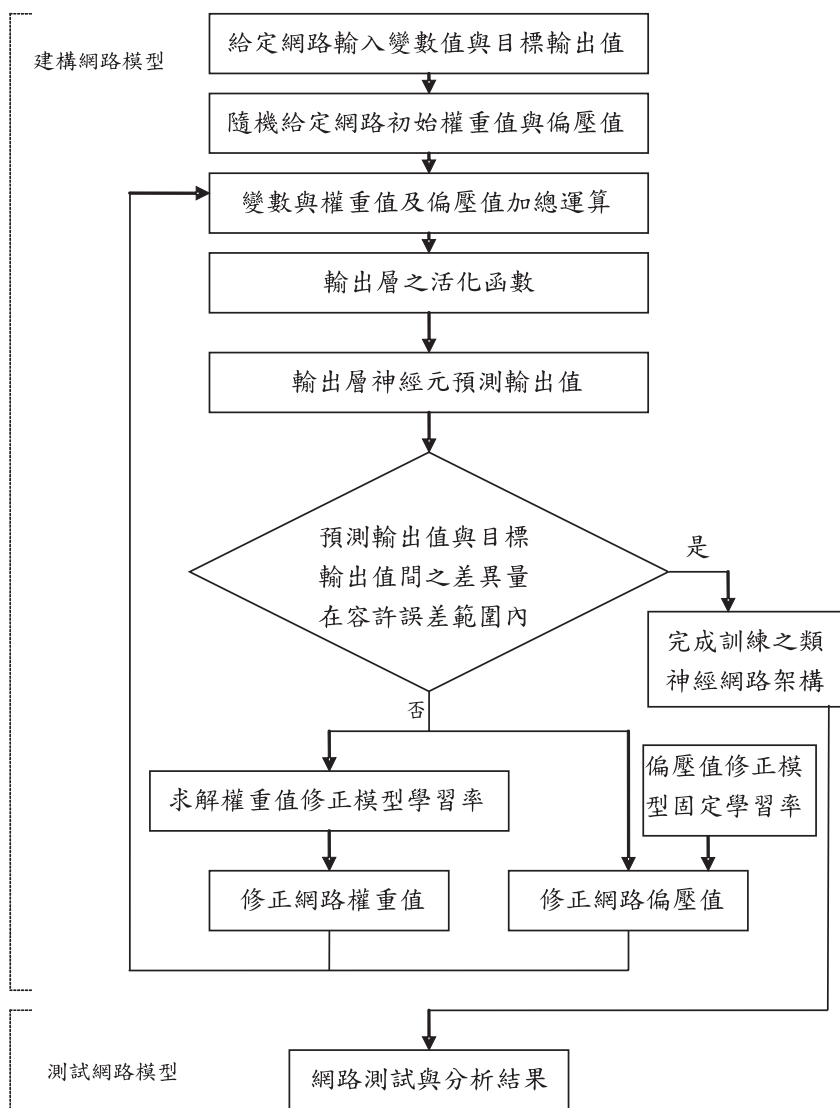 建構網路模型
給定網路輸入變數值與目標輸出值
隨機給定網路初始權重值與偏壓值
變數與權重值及偏壓值加總運算
輸出層之活化函數
輸出層神經元預測輸出值
預測輸出值與目標
輸出值間之差異量
在容許誤差範圍內
是
完成訓練之類
神經網路架構
否
求解權重值修正模型學習率
偏壓值修正模
型固定學習率
修正網路權重值
修正網路偏壓值
測試網路模型
網路測試與分析結果